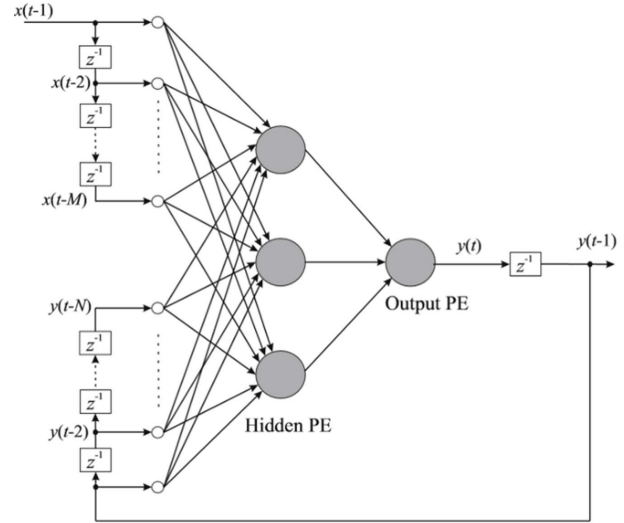 x(t-1)
z⁻¹
x(t-2)
z⁻¹
z⁻¹
x(t-M)
y(t)
z⁻¹
y(t-1)
Output PE
y(t-N)
z⁻¹
z⁻¹
Hidden PE
y(t-2)
z⁻¹